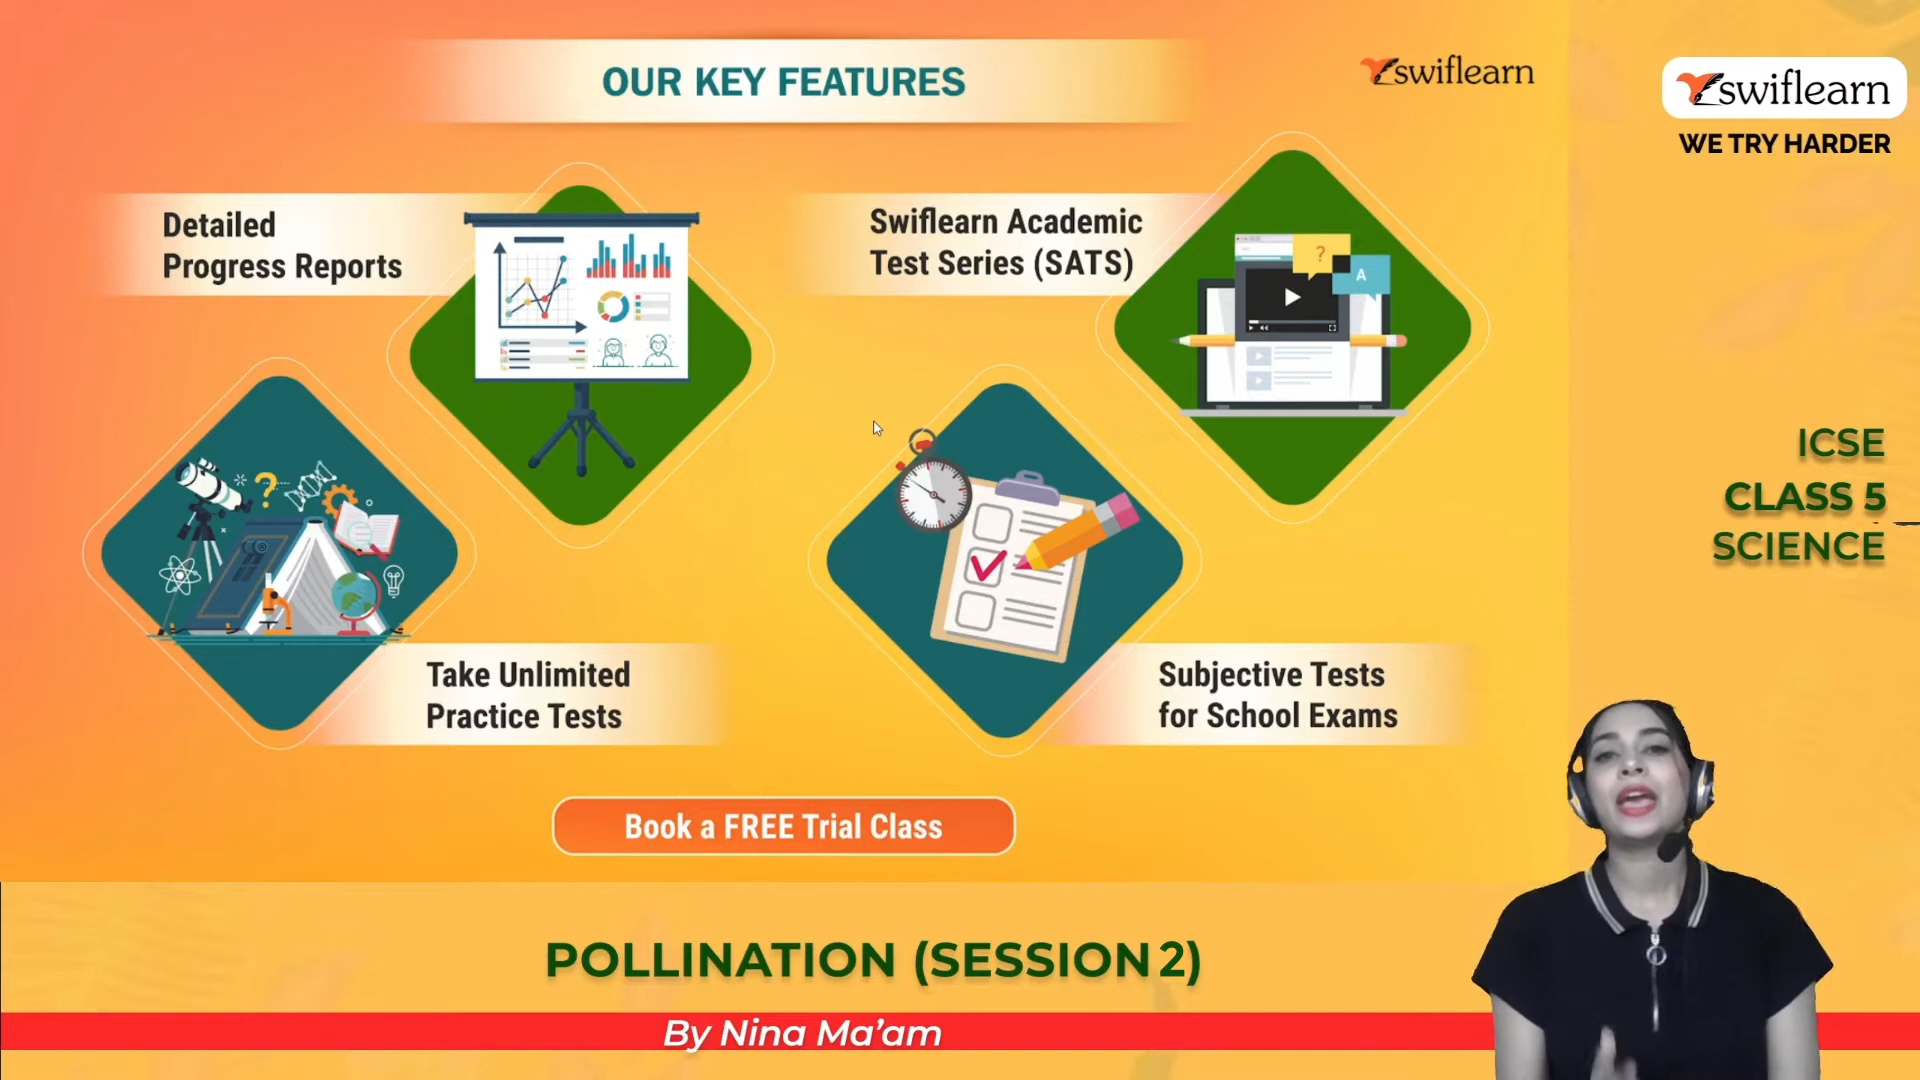 OUR KEY FEATURES
swiflearn
swiflearn
WE TRY HARDER
Detailed
Progress Reports
Swiflearn Academic
Test Series (SATS)
?
A
?
ICSE
CLASS 5
SCIENCE
Take Unlimited
Practice Tests
Subjective Tests
for School Exams
Book a FREE Trial Class
POLLINATION (SESSION 2)
By Nina Ma’am